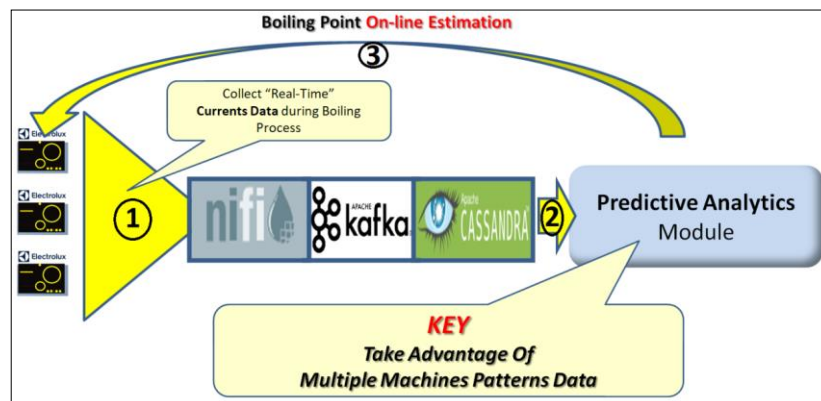 Boiling Point On-line Estimation
3
Collect “Real-Time”
Currents Data during Boiling
Process
Electrolux
Electrolux
Electrolux
1
nifi
APACHE
kafka
Apache
CASSANDRA
2
Predictive Analytics
Module
KEY
Take Advantage Of
Multiple Machines Patterns Data